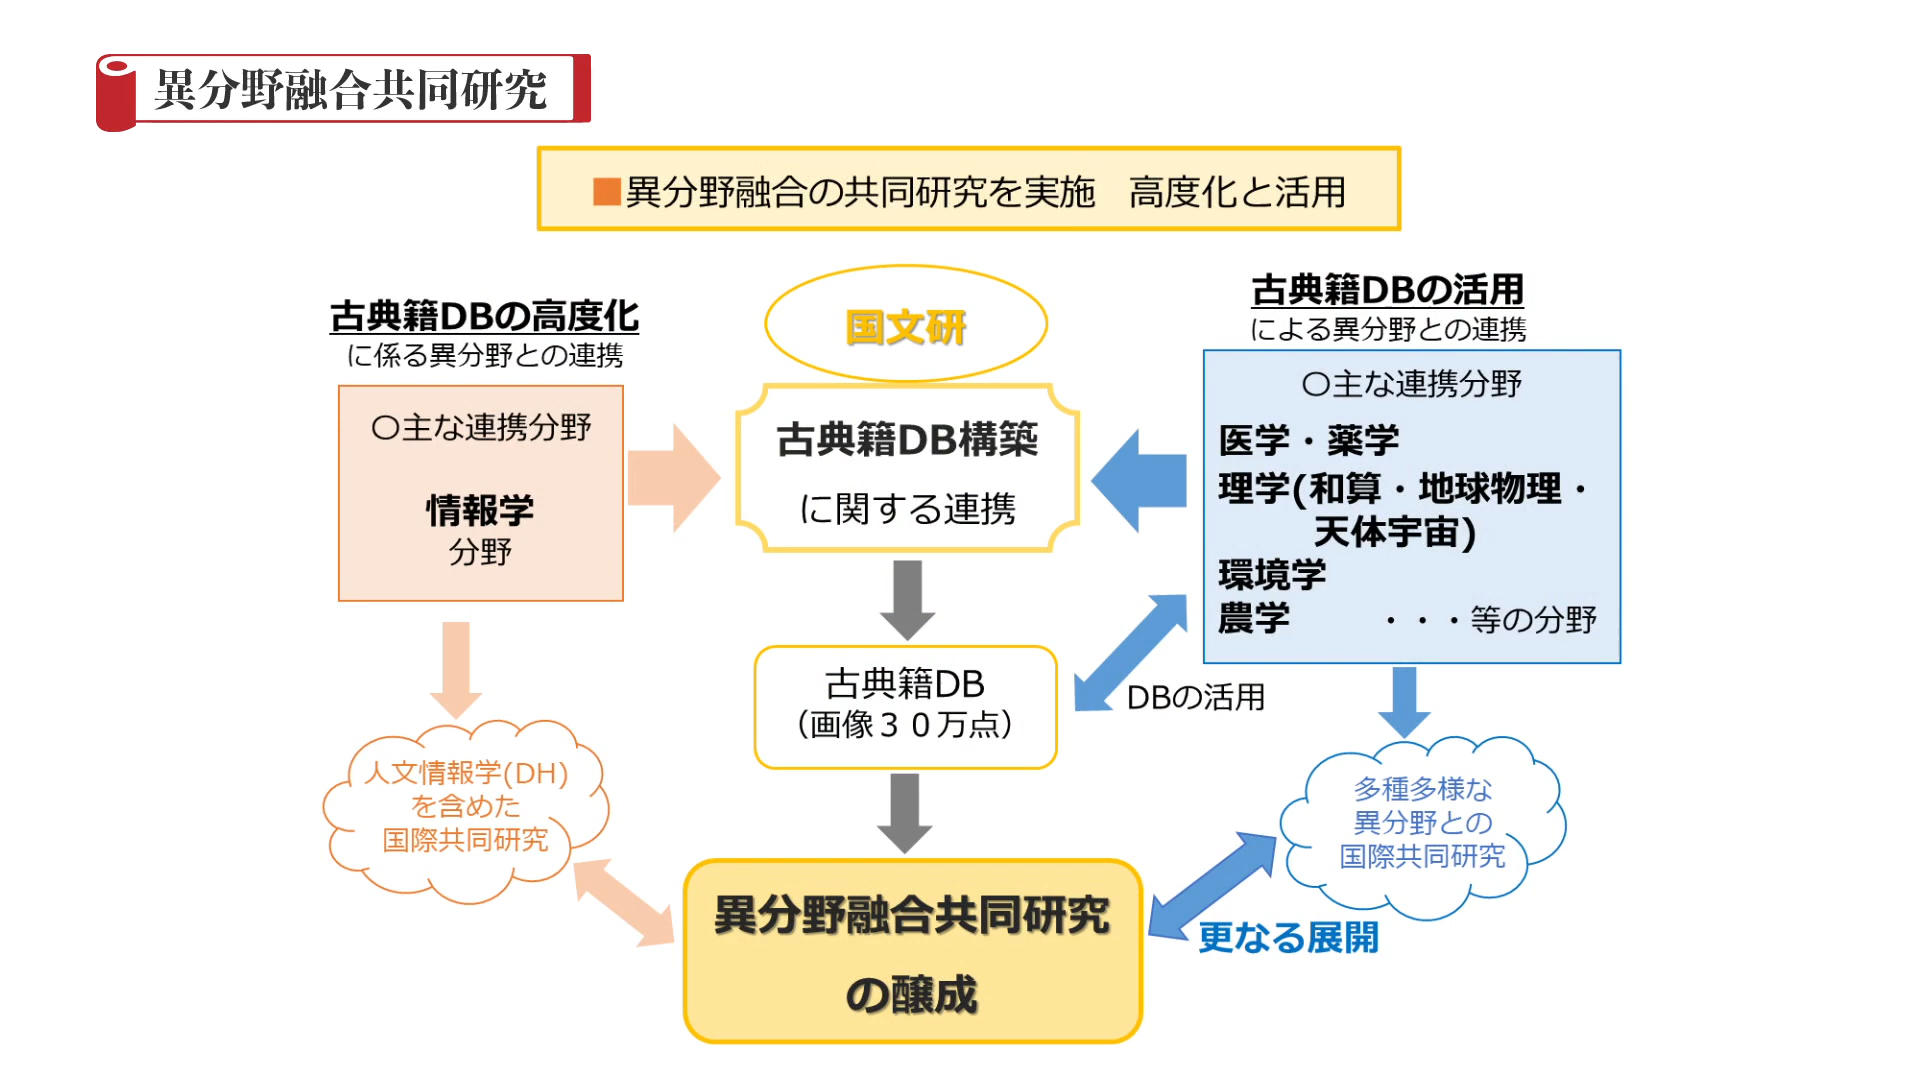 異分野融合共同研究
■異分野融合の共同研究を実施　高度化と活用
古典籍DBの高度化
に係る異分野との連携
〇主な連携分野
情報学
分野
国文研
古典籍DB構築
に関する連携
古典籍DBの活用
による異分野との連携
〇主な連携分野
医学・薬学
理学(和算・地球物理・
天体宇宙)
環境学
農学　　・・・等の分野
古典籍DB
（画像３０万点）
DBの活用
人文情報学(DH)
を含めた
国際共同研究
多種多様な
異分野との
国際共同研究
異分野融合共同研究
の醸成
更なる展開